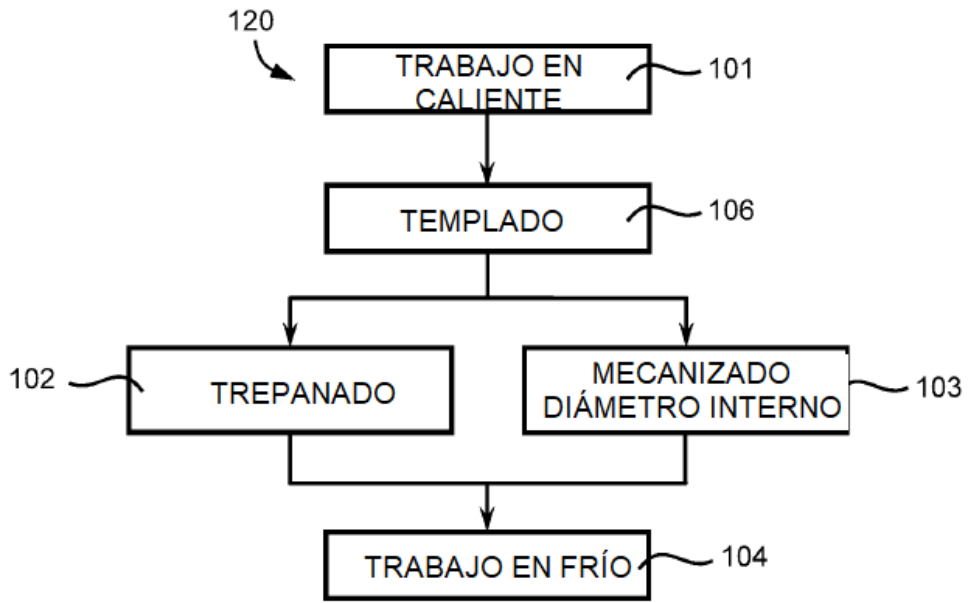 120
TRABAJO EN
CALIENTE
101
TEMPLADO
106
102
TREPANADO
MECANIZADO
DIÁMETRO INTERNO
103
TRABAJO EN FRÍO
104